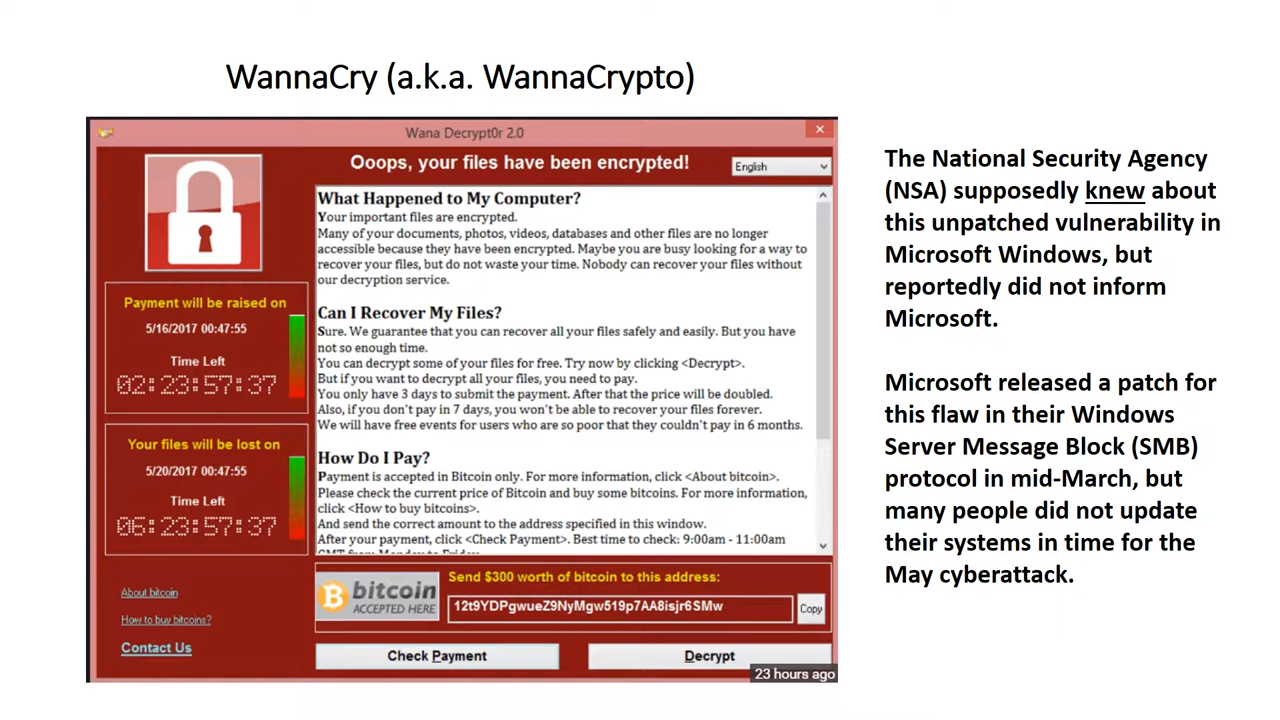 WannaCry (a.k.a. WannaCrypto)
Wana Decrypt0r 2.0
Ooops, your files have been encrypted!
English
Payment will be raised on
5/16/2017 00:47:55
Time Left
02:23:57:37
Your files will be lost on
5/20/2017 00:47:55
Time Left
06:23:57:37
About bitcoin
How to buy bitcoins?
Contact Us
What Happened to My Computer?
Your important files are encrypted.
Many of your documents, photos, videos, databases and other files are no longer
accessible because they have been encrypted. Maybe you are busy looking for a way to
recover your files, but do not waste your time. Nobody can recover your files without
our decryption service.
Can I Recover My Files?
Sure. We guarantee that you can recover all your files safely and easily. But you have
not so enough time.
You can decrypt some of your files for free. Try now by clicking <Decrypt>.
But if you want to decrypt all your files, you need to pay.
You only have 3 days to submit the payment. After that the price will be doubled.
Also, if you don't pay in 7 days, you won't be able to recover your files forever.
We will have free events for users who are so poor that they couldn't pay in 6 months.
How Do I Pay?
Payment is accepted in Bitcoin only. For more information, click <About bitcoin>.
Please check the current price of Bitcoin and buy some bitcoins. For more information,
click <How to buy bitcoins>.
And send the correct amount to the address specified in this window.
After your payment, click <Check Payment>. Best time to check: 9:00am - 11:00am
GMT from Monday to Friday.
bitcoin
ACCEPTED HERE
Send $300 worth of bitcoin to this address:
12t9YDPgwueZ9NyMgw519p7AA8isjr6SMw
Copy
Check Payment
Decrypt
23 hours ago
The National Security Agency
(NSA) supposedly knew about
this unpatched vulnerability in
Microsoft Windows, but
reportedly did not inform
Microsoft.
Microsoft released a patch for
this flaw in their Windows
Server Message Block (SMB)
protocol in mid-March, but
many people did not update
their systems in time for the
May cyberattack.